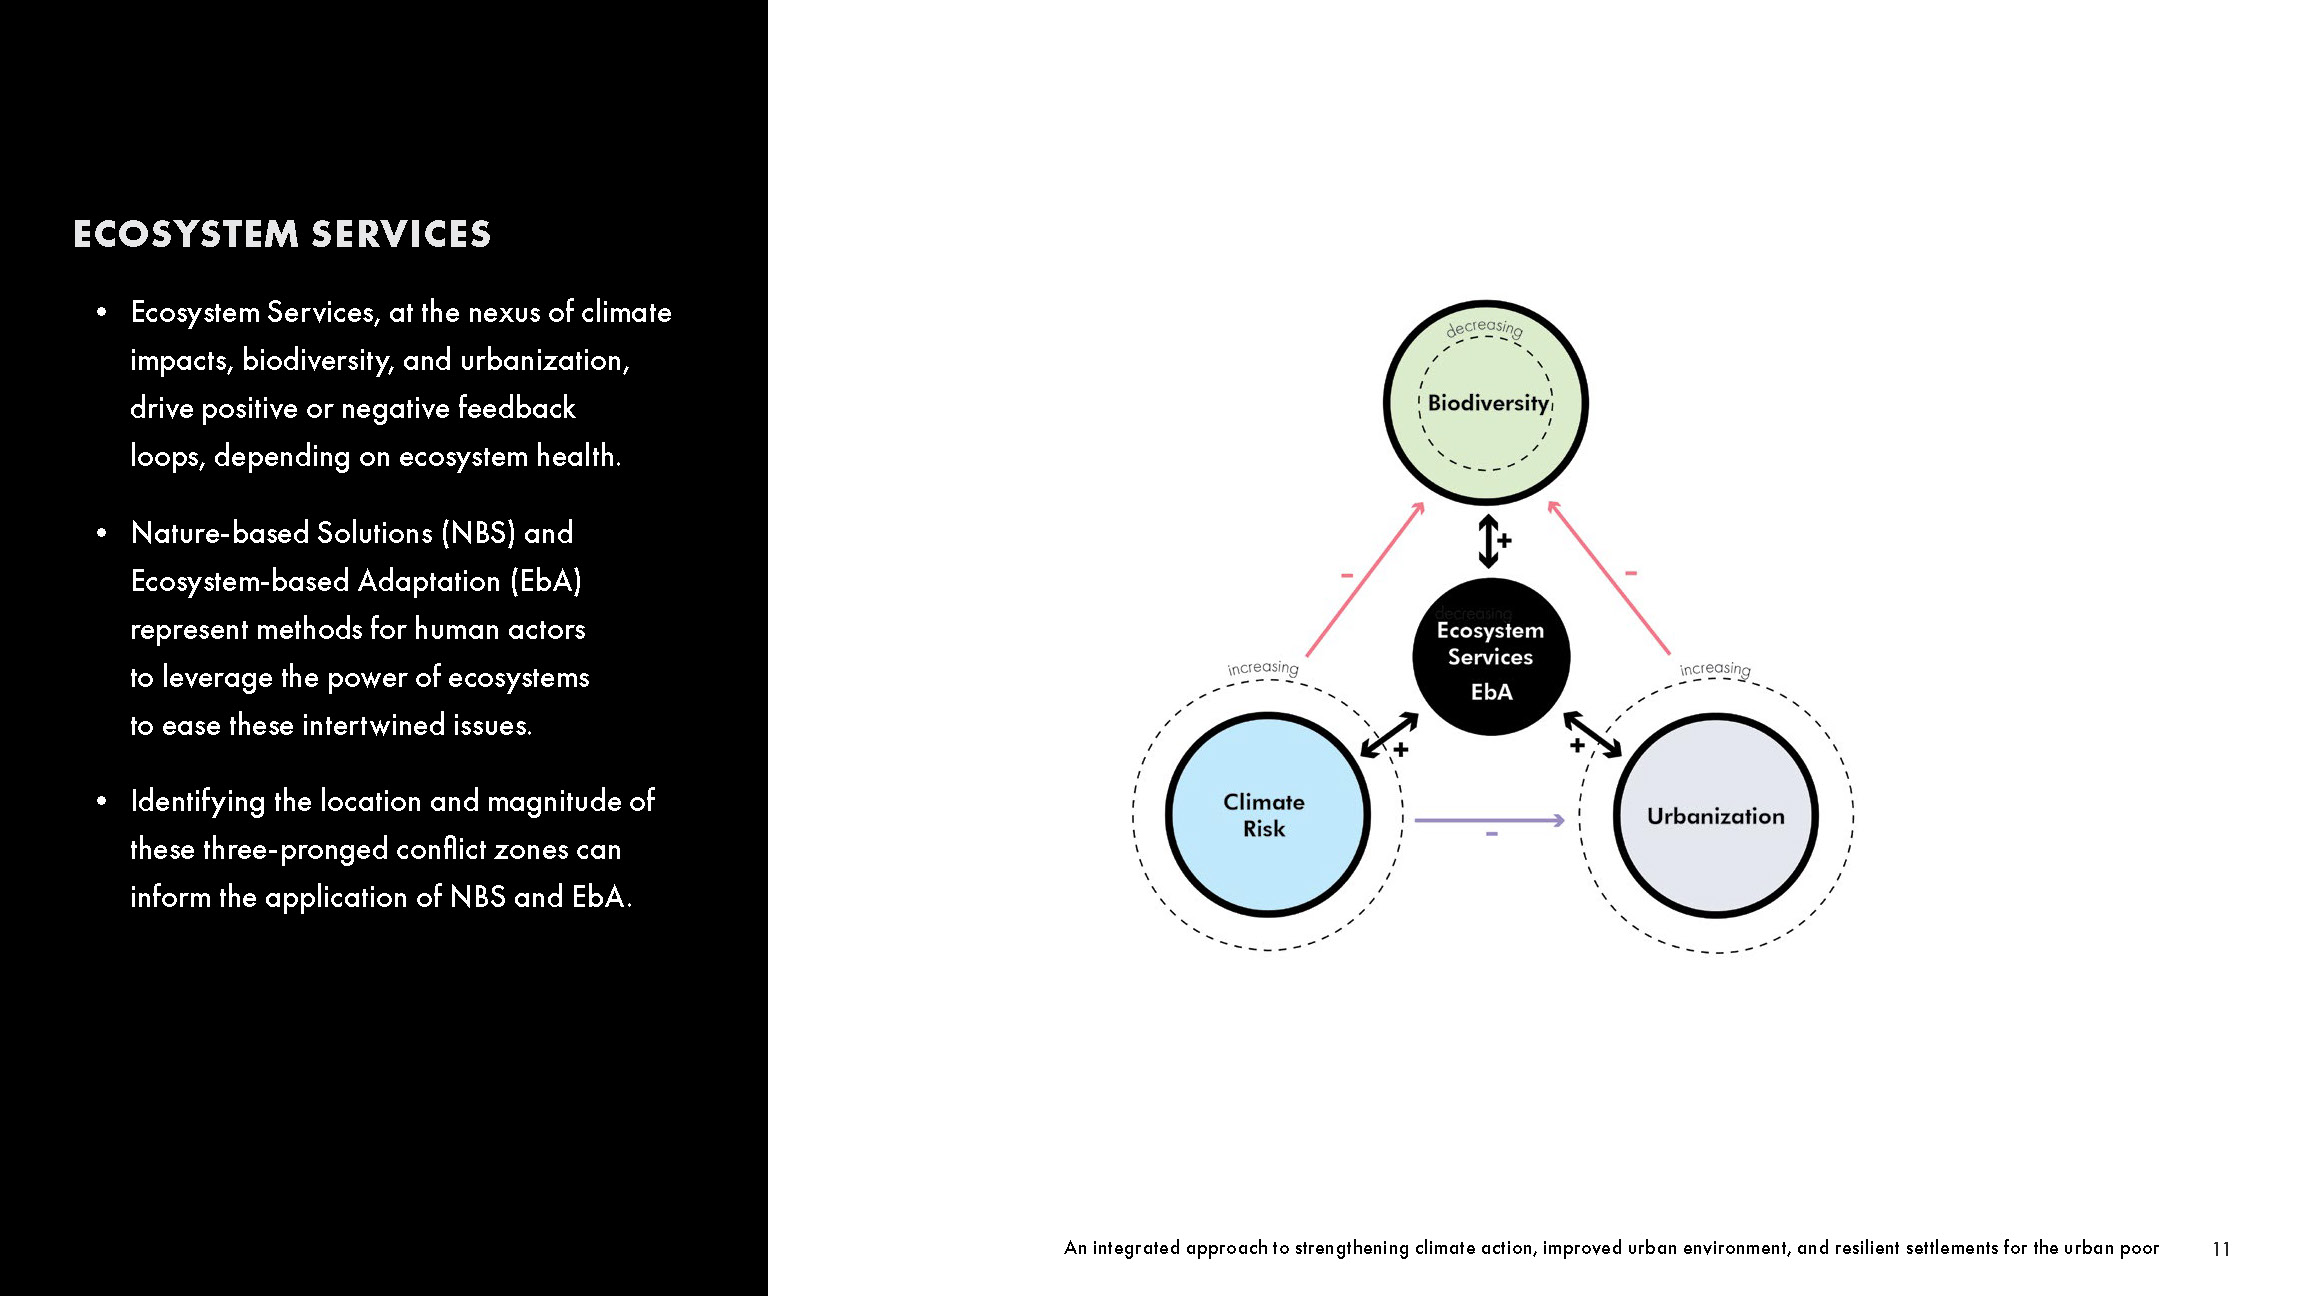 ECOSYSTEM SERVICES
• Ecosystem Services, at the nexus of climate
impacts, biodiversity, and urbanization,
drive positive or negative feedback
loops, depending on ecosystem health.
• Nature-based Solutions (NBS) and
Ecosystem-based Adaptation (EbA)
represent methods for human actors
to leverage the power of ecosystems
to ease these intertwined issues.
• Identifying the location and magnitude of
these three-pronged conflict zones can
inform the application of NBS and EbA.
decreasing
Biodiversity
+
-
-
decreasing
Ecosystem
Services
EbA
increasing
increasing
+
+
Climate
Risk
-
Urbanization
An integrated approach to strengthening climate action, improved urban environment, and resilient settlements for the urban poor 11